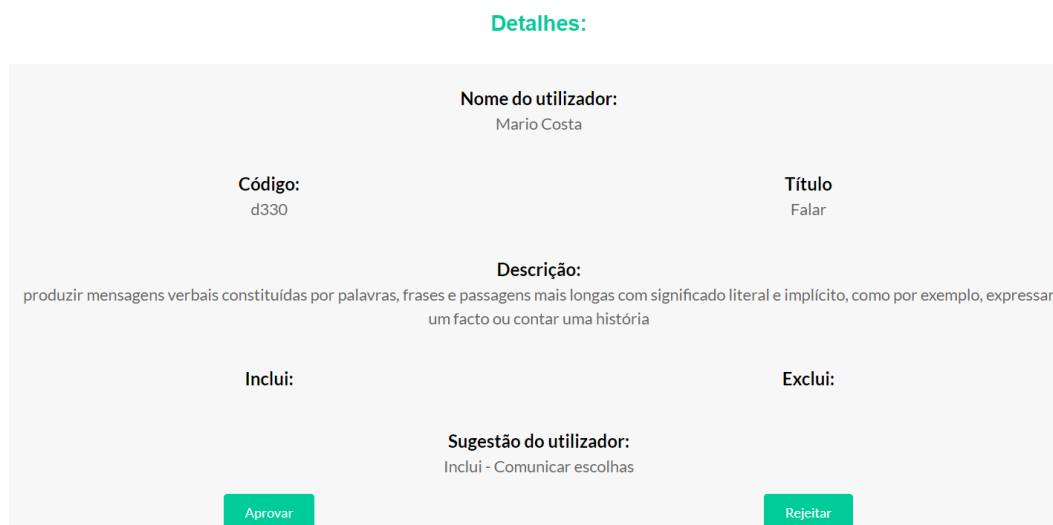 Detalhes:
Nome do utilizador:
Mario Costa
Código:
d330
Título
Falar
Descrição:
produzir mensagens verbais constituídas por palavras, frases e passagens mais longas com significado literal e implícito, como por exemplo, expressar
um facto ou contar uma história
Inclui:
Exclui:
Sugestão do utilizador:
Inclui - Comunicar escolhas
Aprovar
Rejeitar